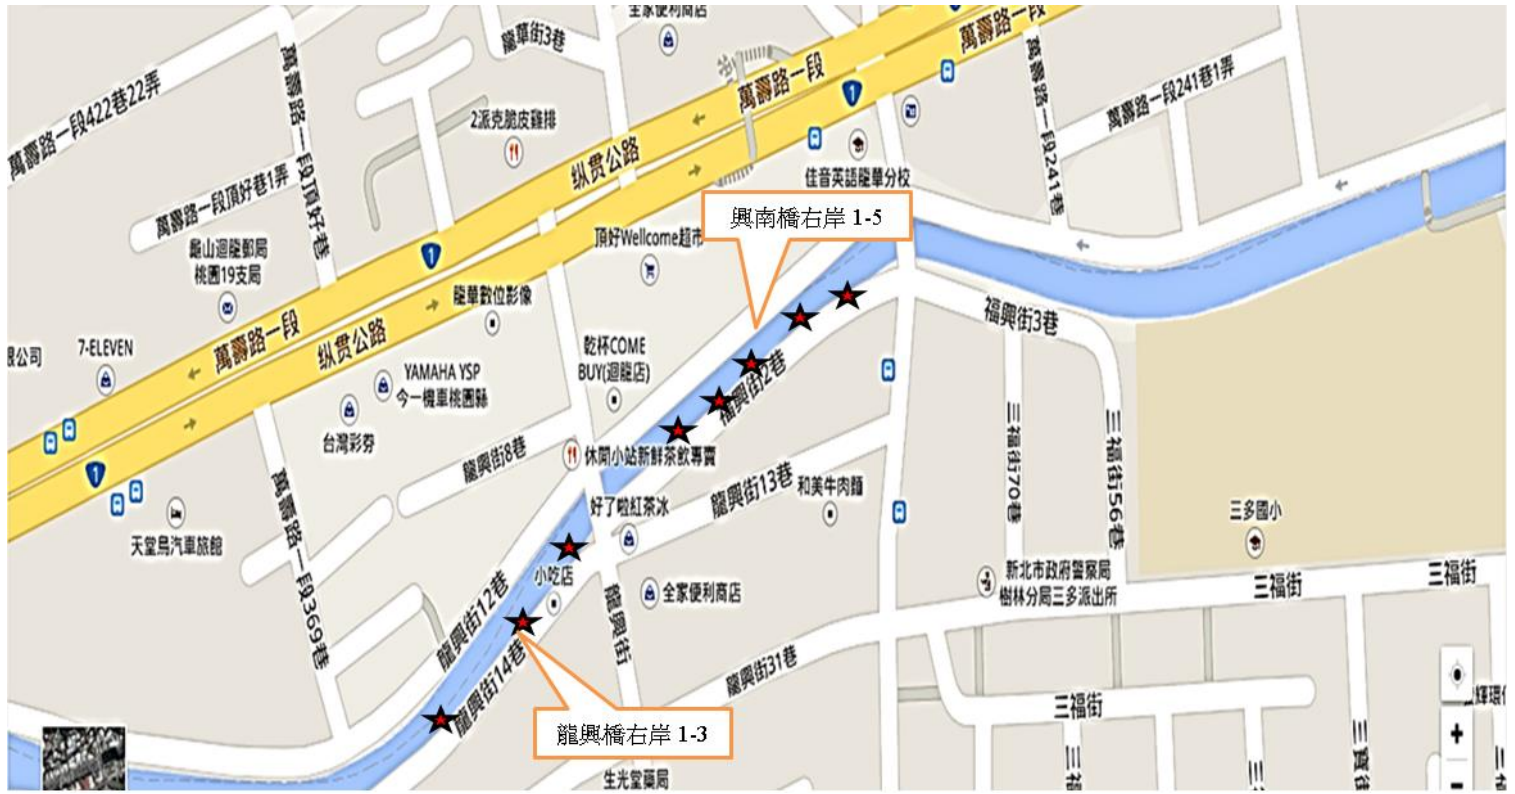 全家便利商店
龍華街3巷
萬壽路一段
萬壽路一段422巷22弄
萬壽路一段頂好巷
萬壽路一段
1
萬壽路一段241巷
萬壽路一段241巷1弄
2派克脆皮雞排
纵贯公路
佳音英語龍華分校
萬壽路一段頂好巷1弄
興南橋右岸 1-5
龜山迴龍郵局
桃園19支局
1
頂好Wellcome超市
龍華數位影像
萬壽路一段
纵贯公路
福興街3巷
7-ELEVEN
限公司
乾杯COME
BUY(迴龍店)
YAMAHA YSP
今一機車桃園縣
福興街2巷
台灣彩券
三福街70巷
三福街56巷
龍興街8巷
休閒小站新鮮茶飲專賣
1
萬壽路一段369巷
龍興街13巷
和美牛肉麵
好了啦紅茶冰
三多國小
天堂鳥汽車旅館
小吃店
龍興街12巷
全家便利商店
龍興街
新北市政府警察局
樹林分局三多派出所
三福街
三福街
龍興街14巷
龍興街31巷
三福街
龍興橋右岸 1-3
生光堂藥局
+
-